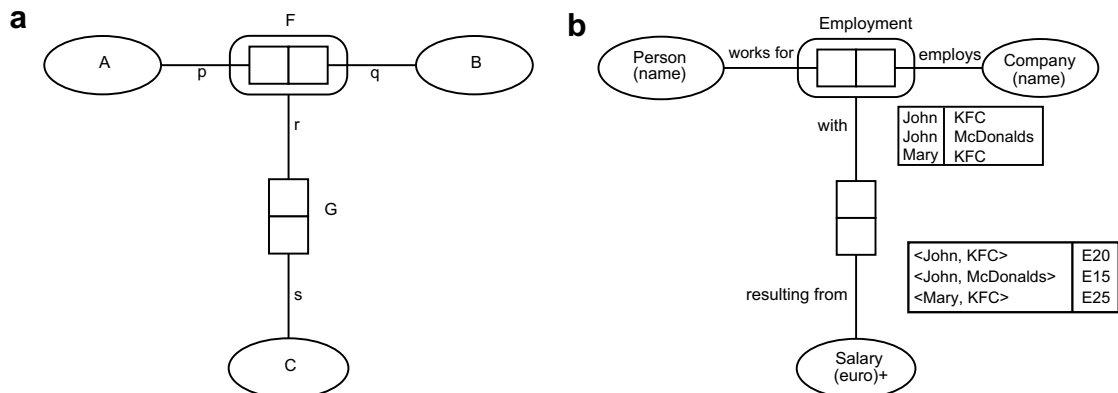 a
F
A
p
q
B
r
G
s
C
b
Employment
Person
(name)
works for
employs
Company
(name)
with
John KFC
John McDonalds
Mary KFC
<John, KFC> E20
<John, McDonalds> E15
<Mary, KFC> E25
resulting from
Salary
(euro)+